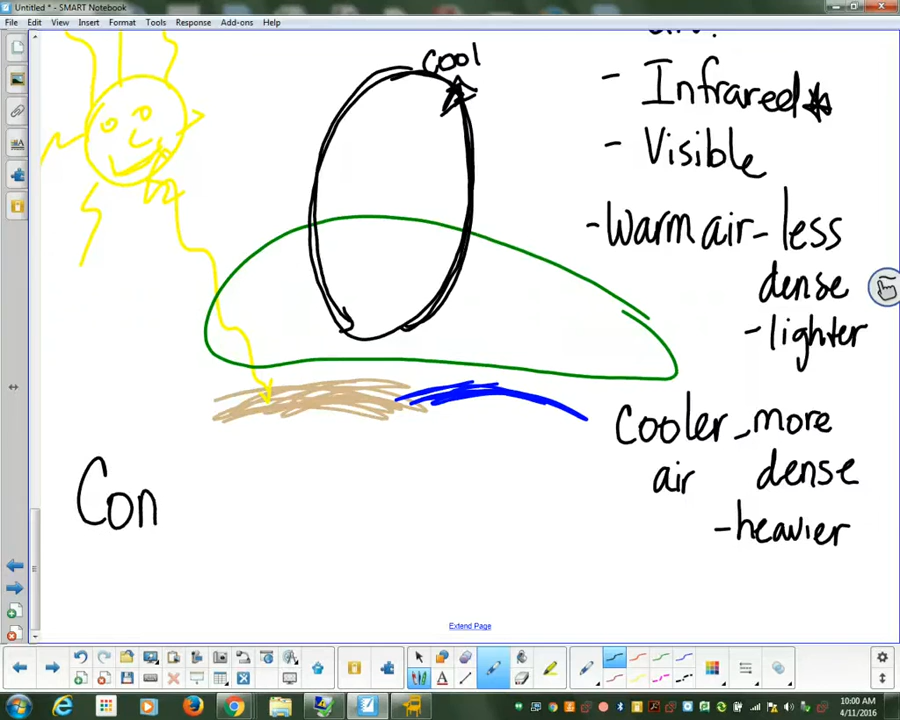 Untitled * - SMART Notebook
File Edit View Insert Format Tools Response Help Add-ons Help
cool
- Infrared
- Visible
- Warm air - less
dense
- lighter
cooler - more
air dense
- heavier
Con
Extend Page
A
10:00 AM
4/11/2016